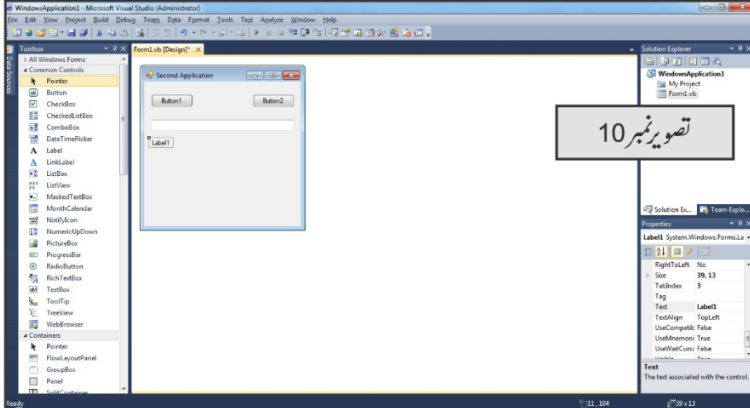 WindowsApplication1 - Microsoft Visual Studio (Administrator)
File Edit View Project Build Debug Team Data Format Tools Test Analyze Window Help
Toolbox
All Windows Forms
Common Controls
Pointer
Button
CheckBox
CheckedListBox
ComboBox
DateTimePicker
Label
LinkLabel
ListBox
ListView
MaskedTextBox
MonthCalendar
NotifyIcon
NumericUpDown
PictureBox
ProgressBar
RadioButton
RichTextBox
TextBox
ToolTip
TreeView
WebBrowser
Containers
Pointer
FlowLayoutPanel
GroupBox
Panel
SplitContainer
Data Sources
Form1.vb [Design]*
Second Application
Button1 Button2
Label1
Solution Explorer
WindowsApplication1
My Project
Form1.vb
تصویر نمبر 10
Solution Ex... Team Explo...
Properties
Label1 System.Windows.Forms.La
RightToLeft No
Size 39, 13
TabIndex 3
Tag
Text Label1
TextAlign TopLeft
UseCompatib False
UseMnemoni True
UseWaitCurso False
Text
The text associated with the control.
Ready 11, 104 39 x 13